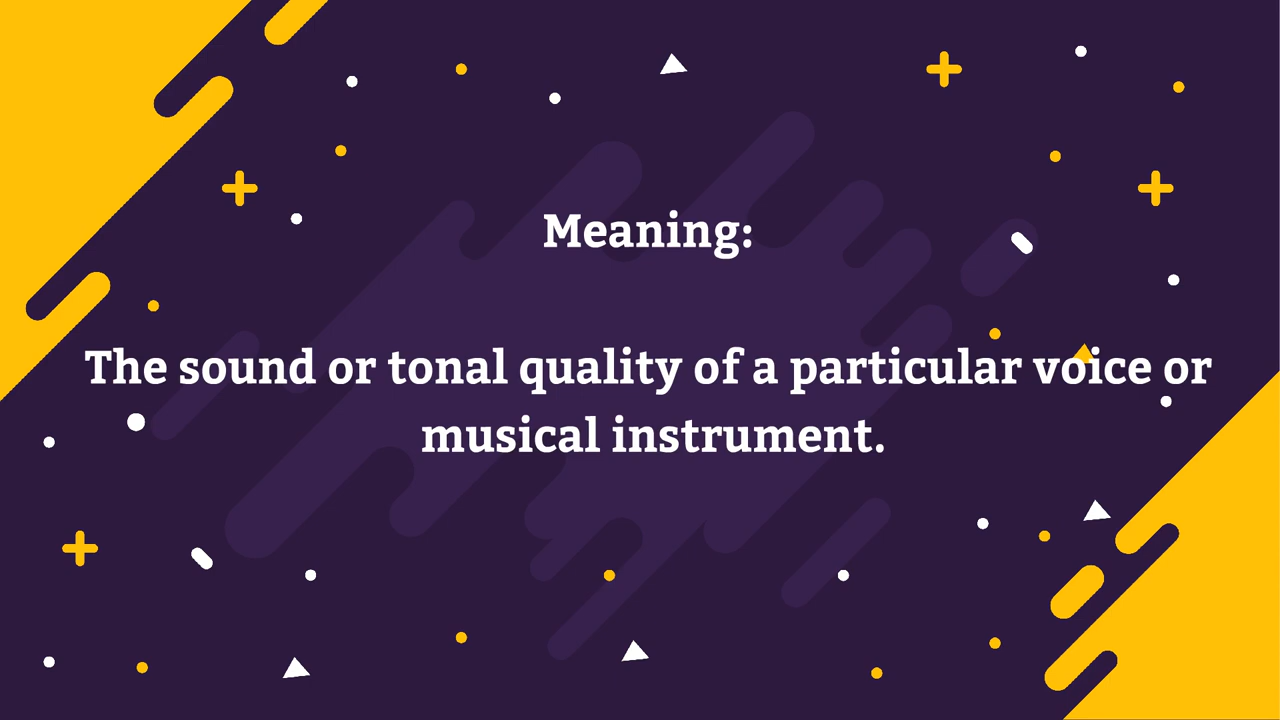 Meaning:
The sound or tonal quality of a particular voice or
musical instrument.